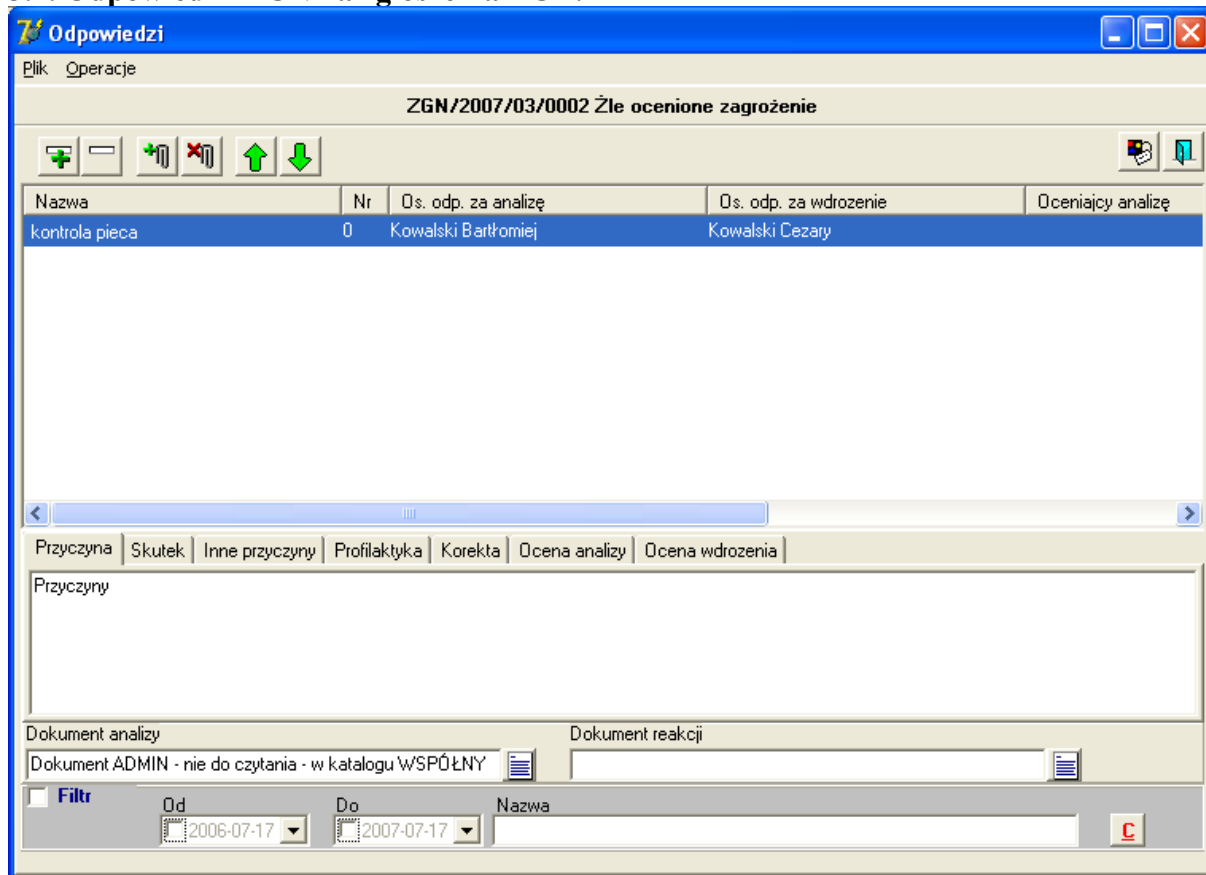 Odpowiedzi
Plik Operacje
ZGN/2007/03/0002 Żle ocenione zagrożenie
Nazwa Nr Os. odp. za analizę Os. odp. za wdrozenie Oceniajcy analizę
kontrola pieca 0 Kowalski Bartłomiej Kowalski Cezary
Przyczyna Skutek Inne przyczyny Profilaktyka Korekta Ocena analizy Ocena wdrozenia
Przyczyny
Dokument analizy Dokument reakcji
Dokument ADMIN - nie do czytania - w katalogu WSPÓŁNY
Filtr Od Do Nazwa
2006-07-17 2007-07-17 C